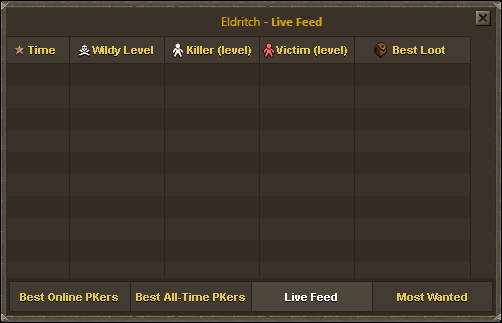 Eldritch - Live Feed
Time Wildy Level Killer (level) Victim (level) Best Loot
Best Online PKers Best All-Time PKers Live Feed Most Wanted